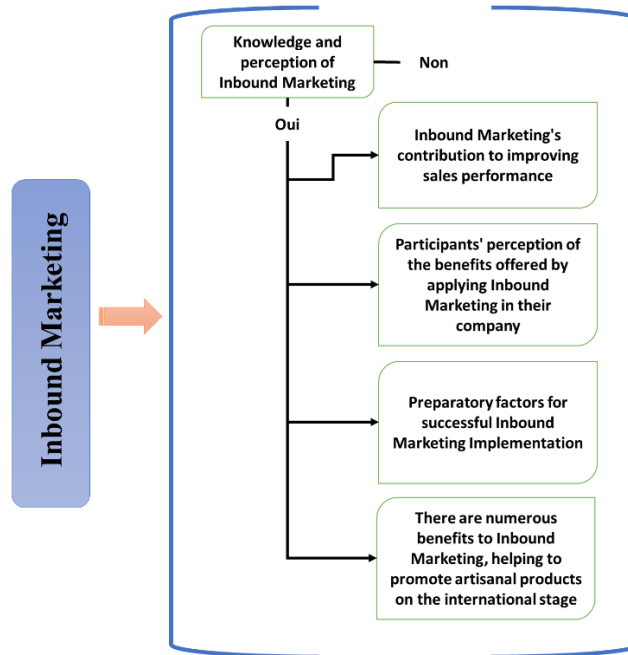 Inbound Marketing
Knowledge and
perception of
Inbound Marketing
Non
Oui
Inbound Marketing's
contribution to improving
sales performance
Participants' perception of
the benefits offered by
applying Inbound
Marketing in their
company
Preparatory factors for
successful Inbound
Marketing Implementation
There are numerous
benefits to Inbound
Marketing, helping to
promote artisanal products
on the international stage